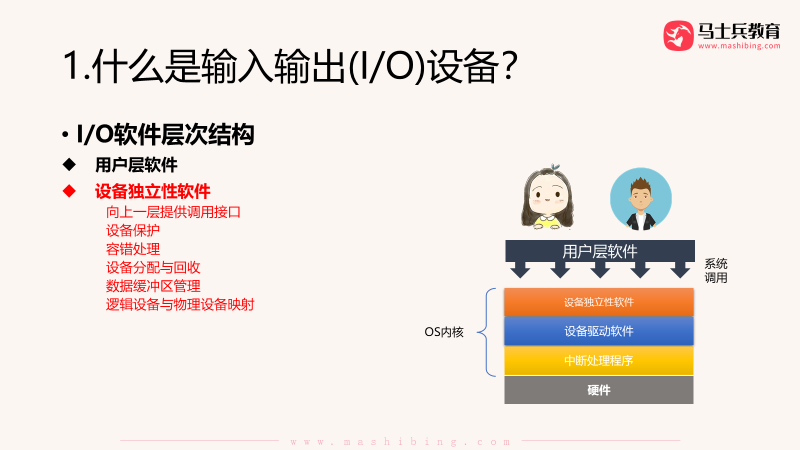 马士兵教育
www.mashibing.com
1.什么是输入输出(I/O)设备?
• I/O软件层次结构
◆ 用户层软件
◆ 设备独立性软件
向上一层提供调用接口
设备保护
容错处理
设备分配与回收
数据缓冲区管理
逻辑设备与物理设备映射
用户层软件
系统
调用
设备独立性软件
OS内核
设备驱动软件
中断处理程序
硬件
www.mashibing.com